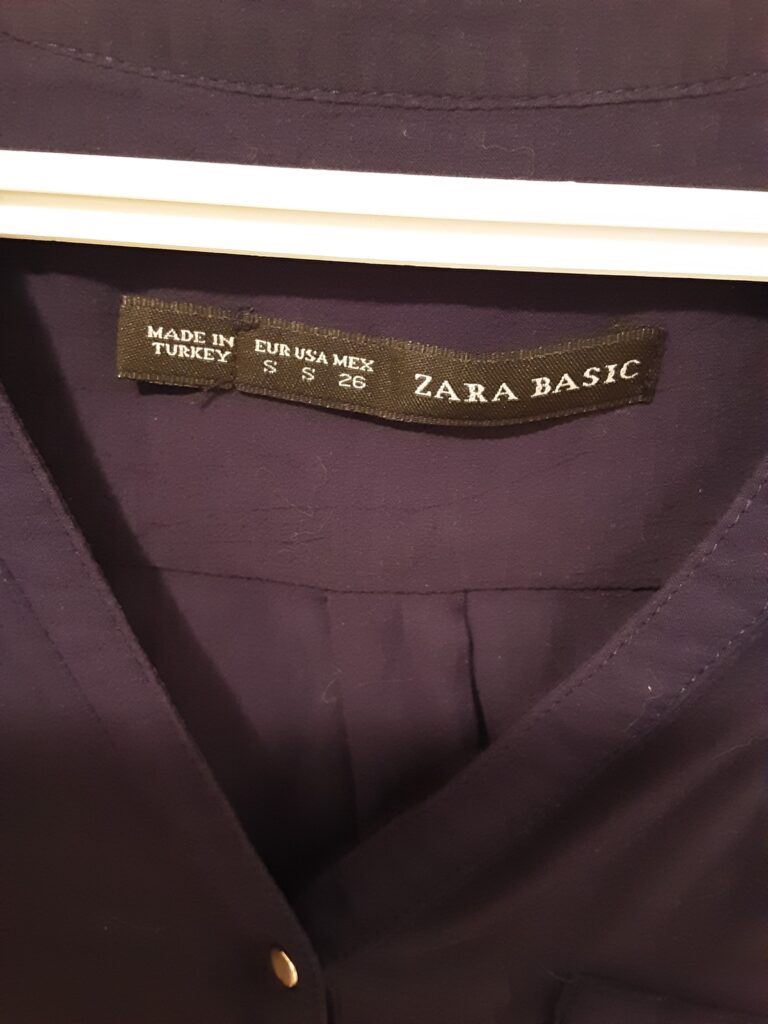 MADE IN
TURKEY
EUR USA MEX
S S 26
ZARA BASIC